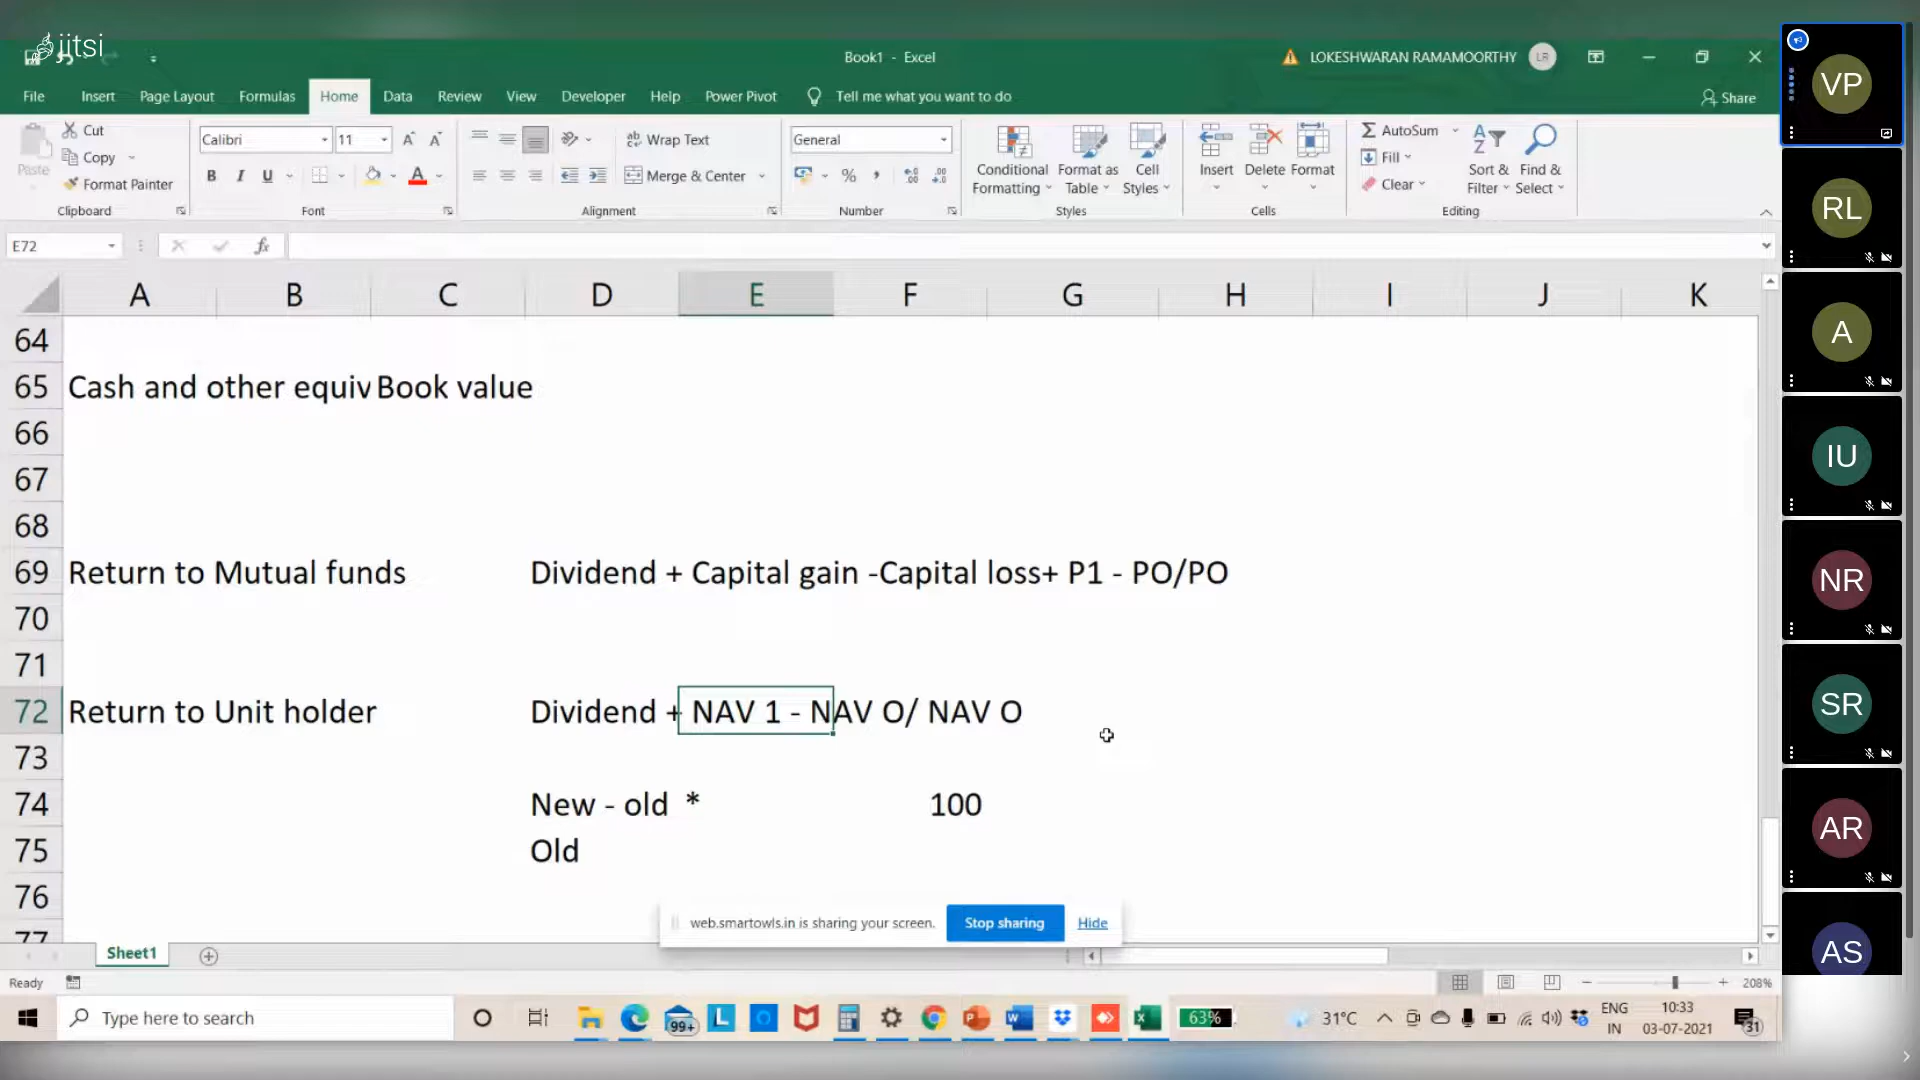 jitsi
Book1 - Excel
LOKESHWARAN RAMAMOORTHY
LR
File
Insert
Page Layout
Formulas
Home
Data
Review
View
Developer
Help
Power Pivot
Tell me what you want to do
Share
Paste
Cut
Copy
Format Painter
Clipboard
Calibri
11
B I U
Font
Wrap Text
Merge & Center
Alignment
General
%
Number
Conditional Formatting
Format as Table
Cell Styles
Styles
Insert
Delete
Format
Cells
AutoSum
Fill
Clear
Sort & Filter
Find & Select
Editing
E72
fx
A B C D E F G H I J K
64
65 Cash and other equiv Book value
66
67
68
69 Return to Mutual funds Dividend + Capital gain -Capital loss+ P1 - PO/PO
70
71
72 Return to Unit holder Dividend + NAV 1 - NAV O/ NAV O
73
74 New - old * 100
75 Old
76
77
web.smartowls.in is sharing your screen.
Stop sharing
Hide
Sheet1
Ready
208%
Type here to search
99+
63%
31°C
ENG
IN
10:33
03-07-2021
31
VP
RL
A
IU
NR
SR
AR
AS